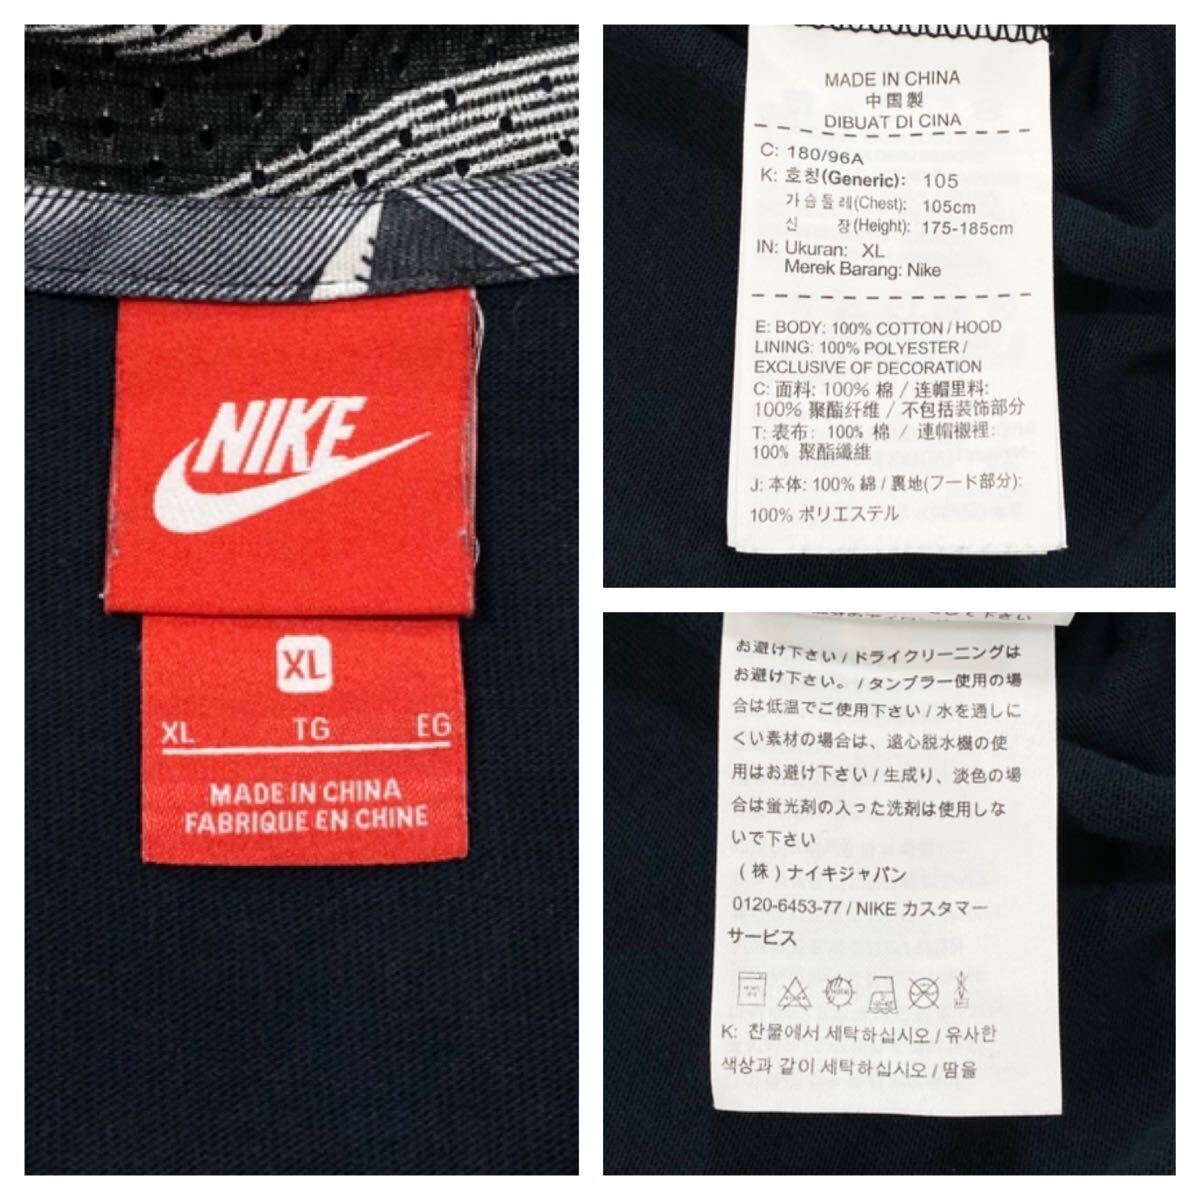 NIKE
XL
XL TG EG
MADE IN CHINA
FABRIQUE EN CHINE
MADE IN CHINA
中国製
DIBUAT DI CINA
C: 180/96A
K: 호칭(Generic): 105
가슴둘레(Chest): 105cm
신 장(Height): 175-185cm
IN: Ukuran: XL
Merek Barang: Nike
E: BODY: 100% COTTON / HOOD
LINING: 100% POLYESTER /
EXCLUSIVE OF DECORATION
C: 面料: 100% 棉 / 连帽里料:
100% 聚酯纤维 / 不包括装饰部分
T: 表布: 100% 棉 / 連帽襯裡:
100% 聚酯纖維
J: 本体: 100% 綿 / 裏地(フード部分):
100% ポリエステル
お避け下さい / ドライクリーニングは
お避け下さい。 / タンブラー使用の場
合は低温でご使用下さい / 水を通しに
くい素材の場合は、遠心脱水機の使
用はお避け下さい / 生成り、淡色の場
合は蛍光剤の入った洗剤は使用しな
いで下さい
(株) ナイキジャパン
0120-6453-77 / NIKE カスタマー
サービス
K: 찬물에서 세탁하십시오 / 유사한
색상과 같이 세탁하십시오 / 땀을